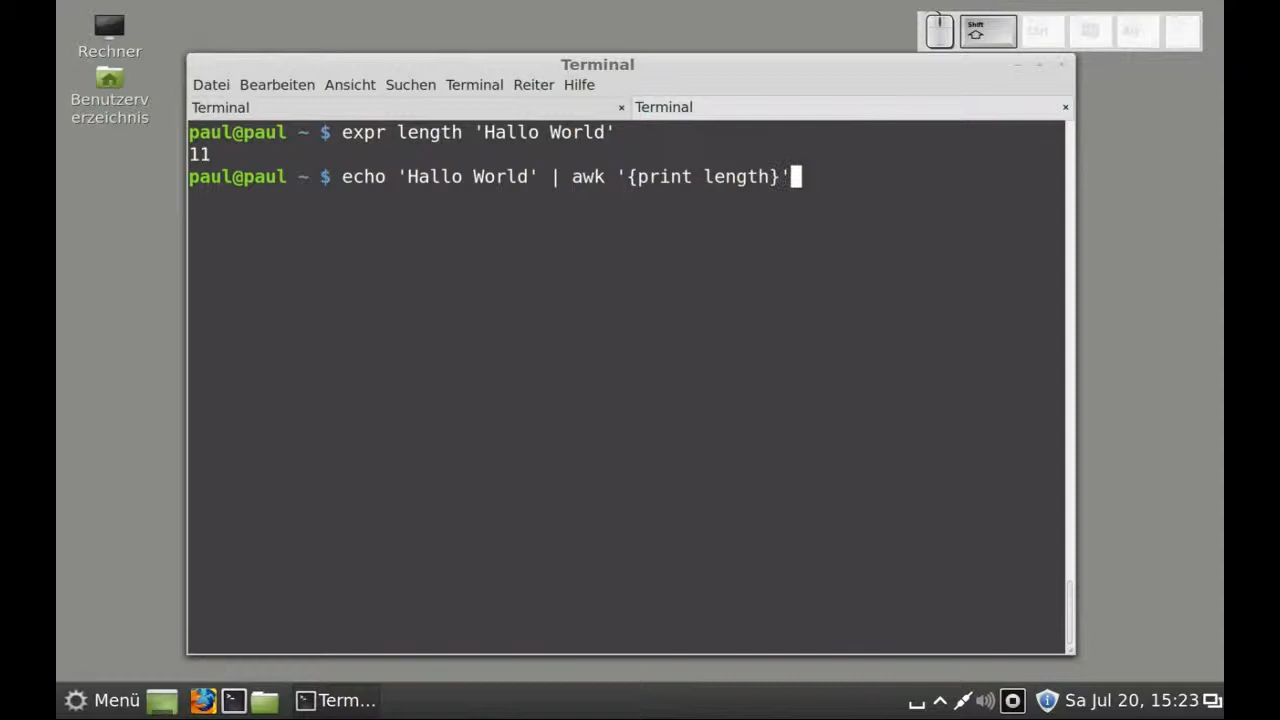 Rechner
Benutzerv
erzeichnis
Shift
Terminal
Datei Bearbeiten Ansicht Suchen Terminal Reiter Hilfe
Terminal × Terminal ×
paul@paul ~ $ expr length 'Hallo World'
11
paul@paul ~ $ echo 'Hallo World' | awk '{print length}'
Menü Term... Sa Jul 20, 15:23